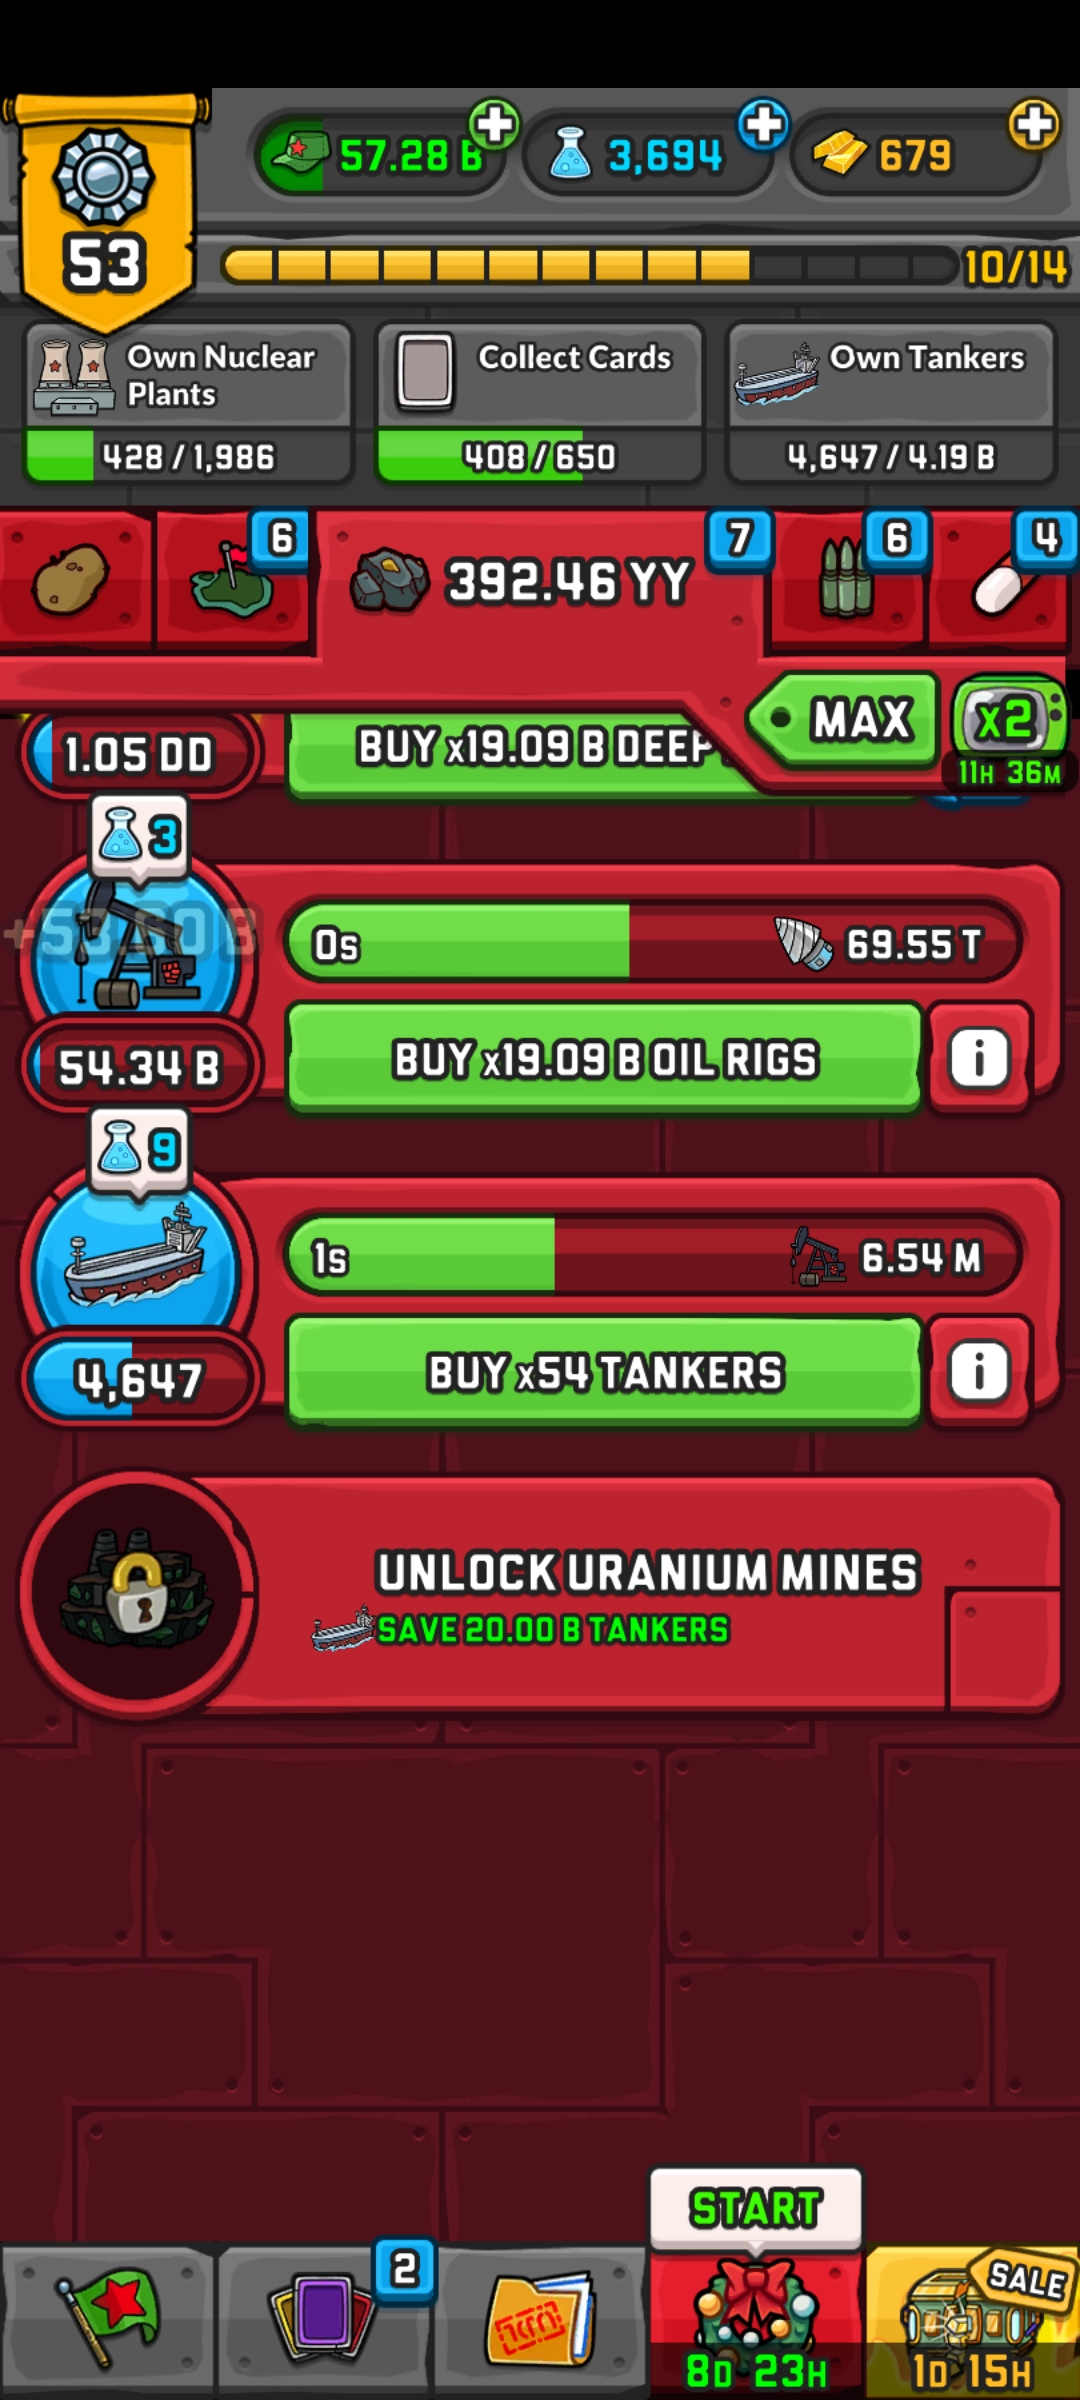 57.28 B
3,694
679
53
10/14
Own Nuclear
Plants
428 / 1,986
Collect Cards
408 / 650
Own Tankers
4,647 / 4.19 B
6
392.46 YY
7
6
4
MAX
x2
11H 36M
1.05 DD
BUY x19.09 B DEEP
3
+53.80 B
0s
69.55 T
54.34 B
BUY x19.09 B OIL RIGS
i
9
1s
6.54 M
4,647
BUY x54 TANKERS
i
UNLOCK URANIUM MINES
SAVE 20.00 B TANKERS
START
2
SALE
8D 23H
1D 15H